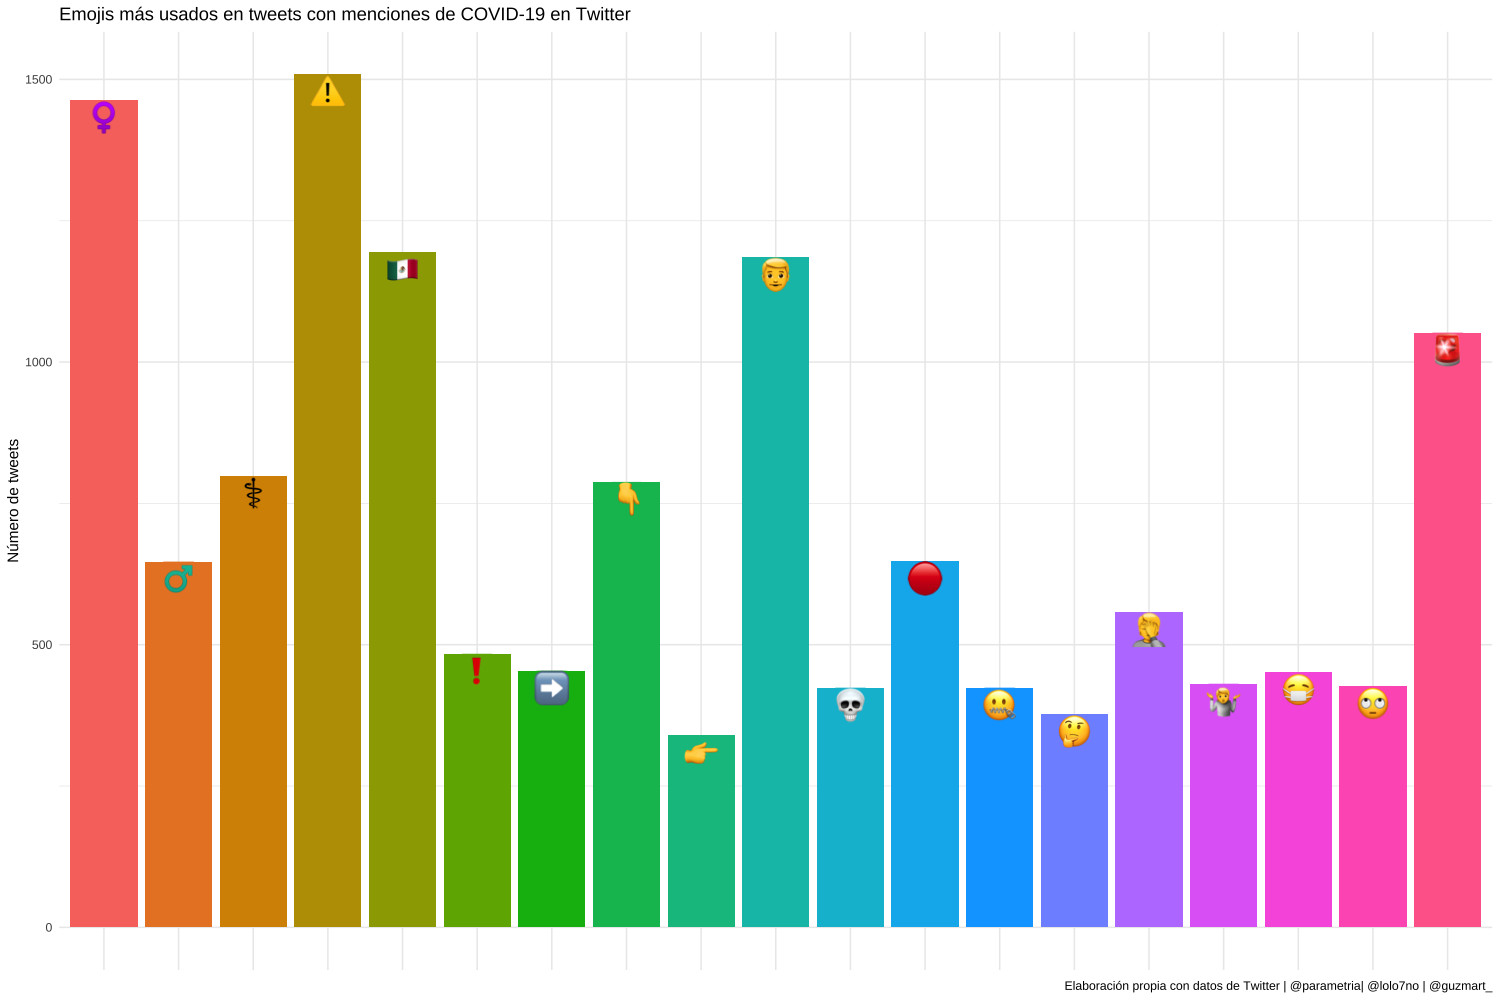 Emojis más usados en tweets con menciones de COVID-19 en Twitter
Número de tweets
1500
1000
500
0
Elaboración propia con datos de Twitter | @parametria| @lolo7no | @guzmart_